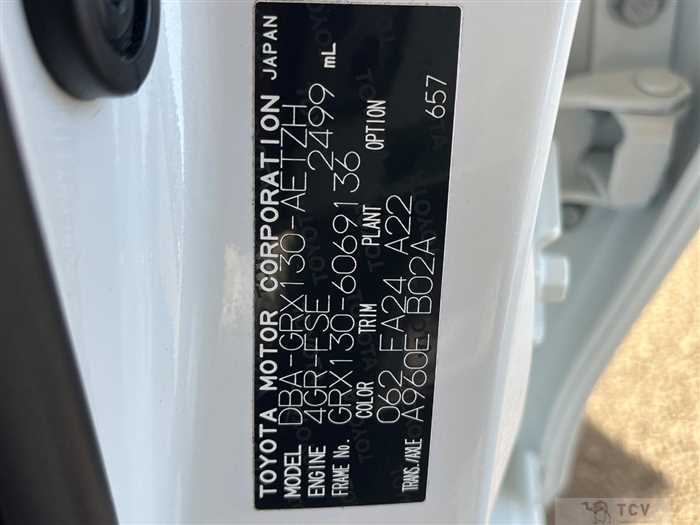 TOYOTA MOTOR CORPORATION JAPAN
MODEL DBA-GRX130-AETZH
ENGINE 4GR-FSE 2499 mL
FRAME No. GRX130-6069136
COLOR TRIM PLANT OPTION
062 FA24 A22
TRANS./AXLE A960E B02A 657
TCV